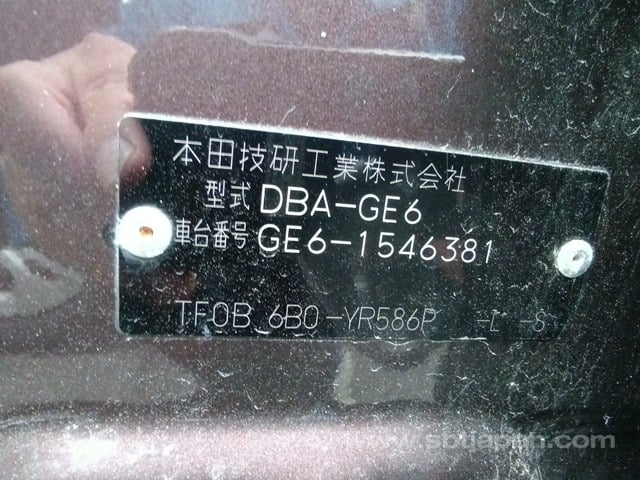 本田技研工業株式会社
型式 DBA-GE6
車台番号 GE6-1546381
TF0B 6B0-YR586P -L -S
www.sbtjapan.com